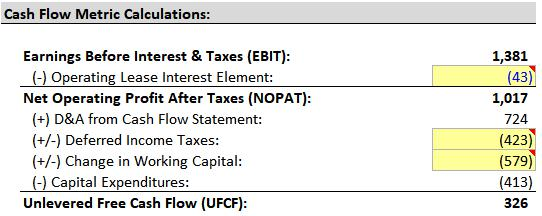 Cash Flow Metric Calculations:
Earnings Before Interest & Taxes (EBIT): 1,381
(-) Operating Lease Interest Element: (43)
Net Operating Profit After Taxes (NOPAT): 1,017
(+) D&A from Cash Flow Statement: 724
(+/-) Deferred Income Taxes: (423)
(+/-) Change in Working Capital: (579)
(-) Capital Expenditures: (413)
Unlevered Free Cash Flow (UFCF): 326